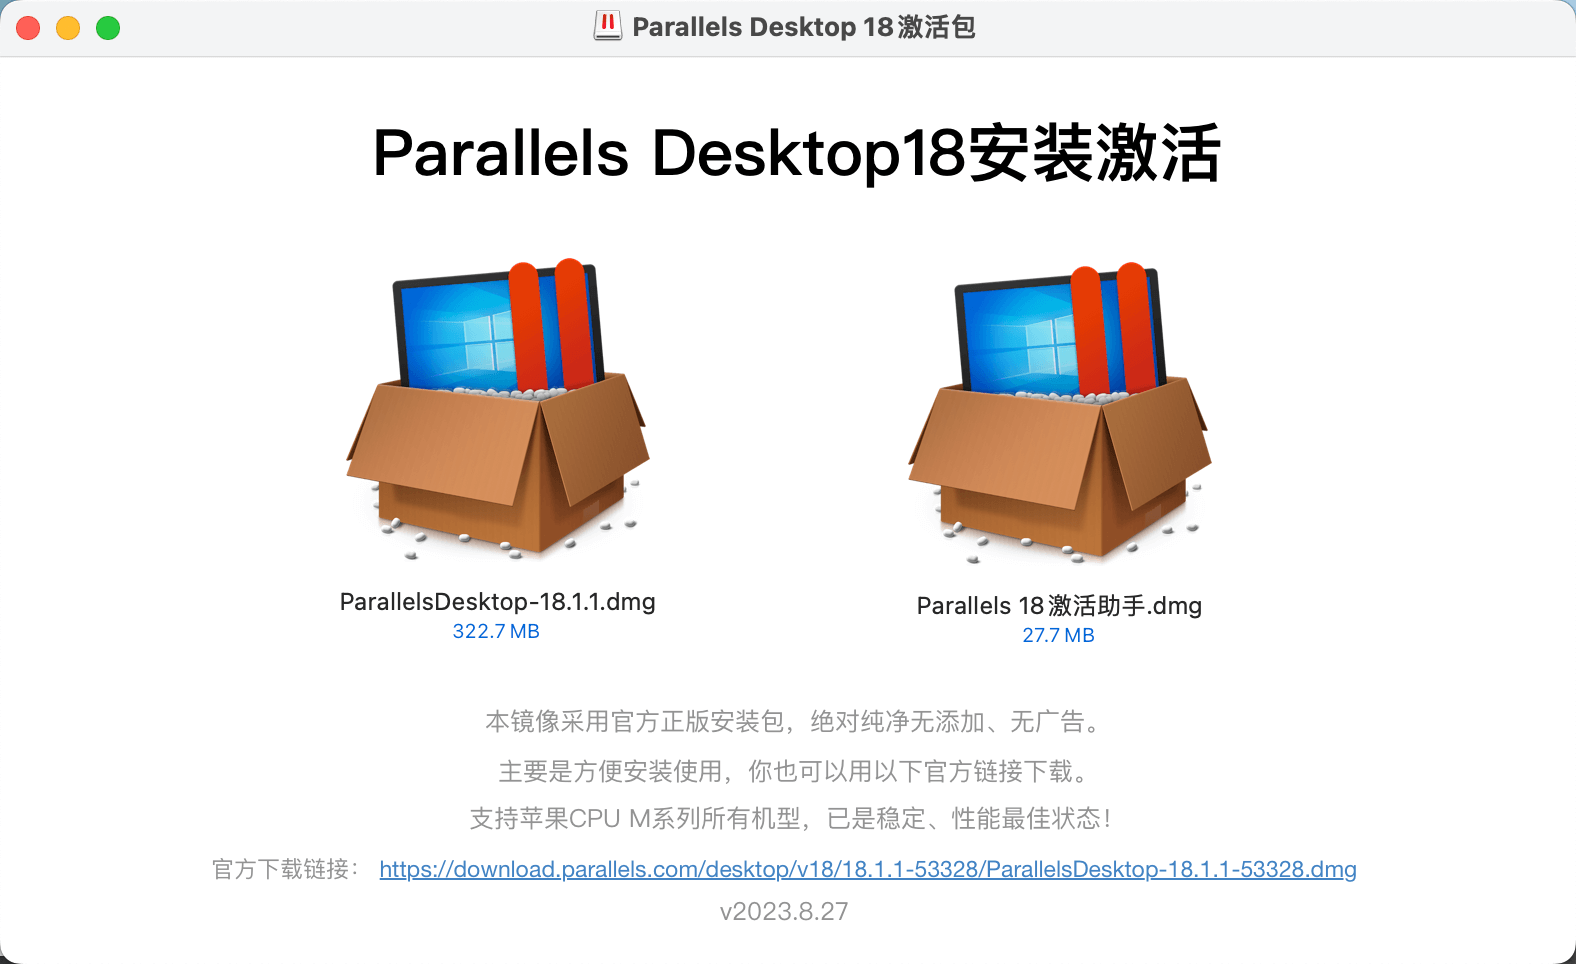 Parallels Desktop 18激活包
Parallels Desktop18安装激活
ParallelsDesktop-18.1.1.dmg
322.7 MB
Parallels 18激活助手.dmg
27.7 MB
本镜像采用官方正版安装包，绝对纯净无添加、无广告。
主要是方便安装使用，你也可以用以下官方链接下载。
支持苹果CPU M系列所有机型，已是稳定、性能最佳状态！
官方下载链接： https://download.parallels.com/desktop/v18/18.1.1-53328/ParallelsDesktop-18.1.1-53328.dmg
v2023.8.27